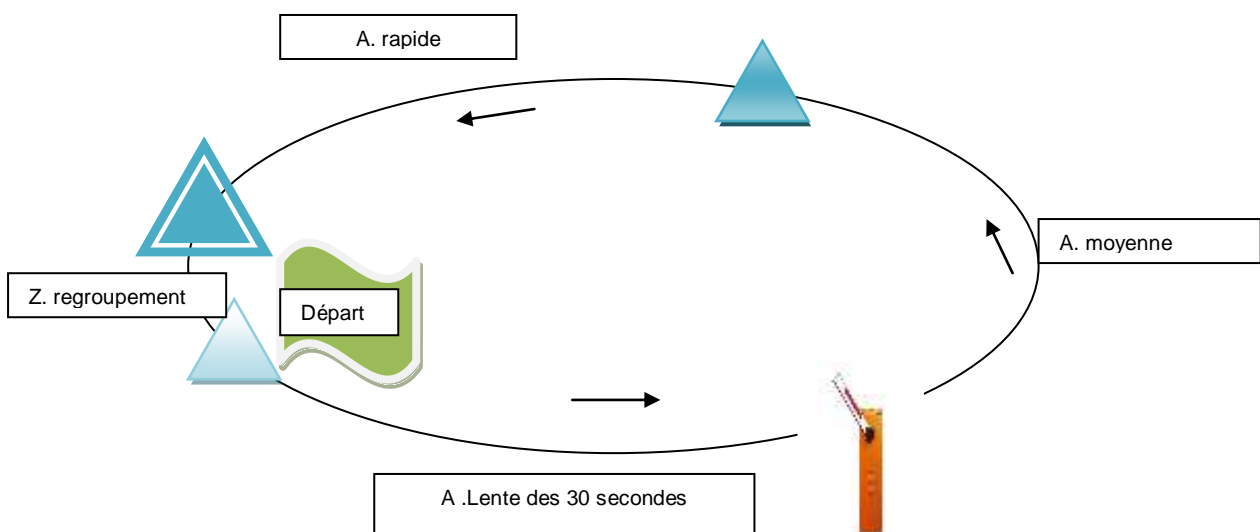 A. rapide
A. moyenne
Z. regroupement
Départ
A .Lente des 30 secondes